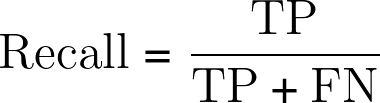 Recall = TP / TP + FN